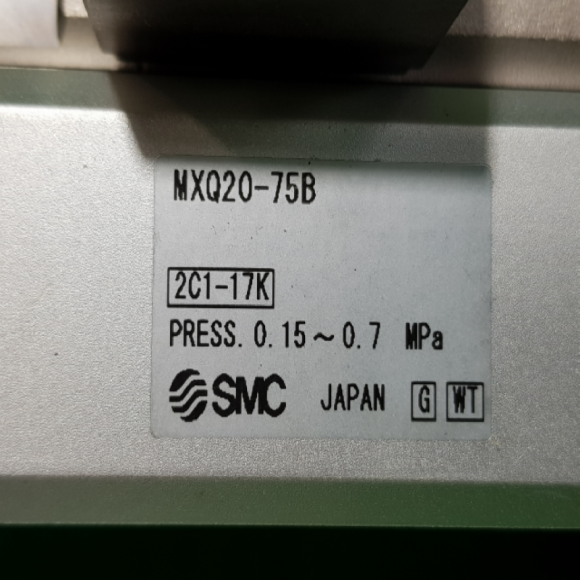 MXQ20-75B
2C1-17K
PRESS. 0.15～0.7 MPa
SMC JAPAN G WT